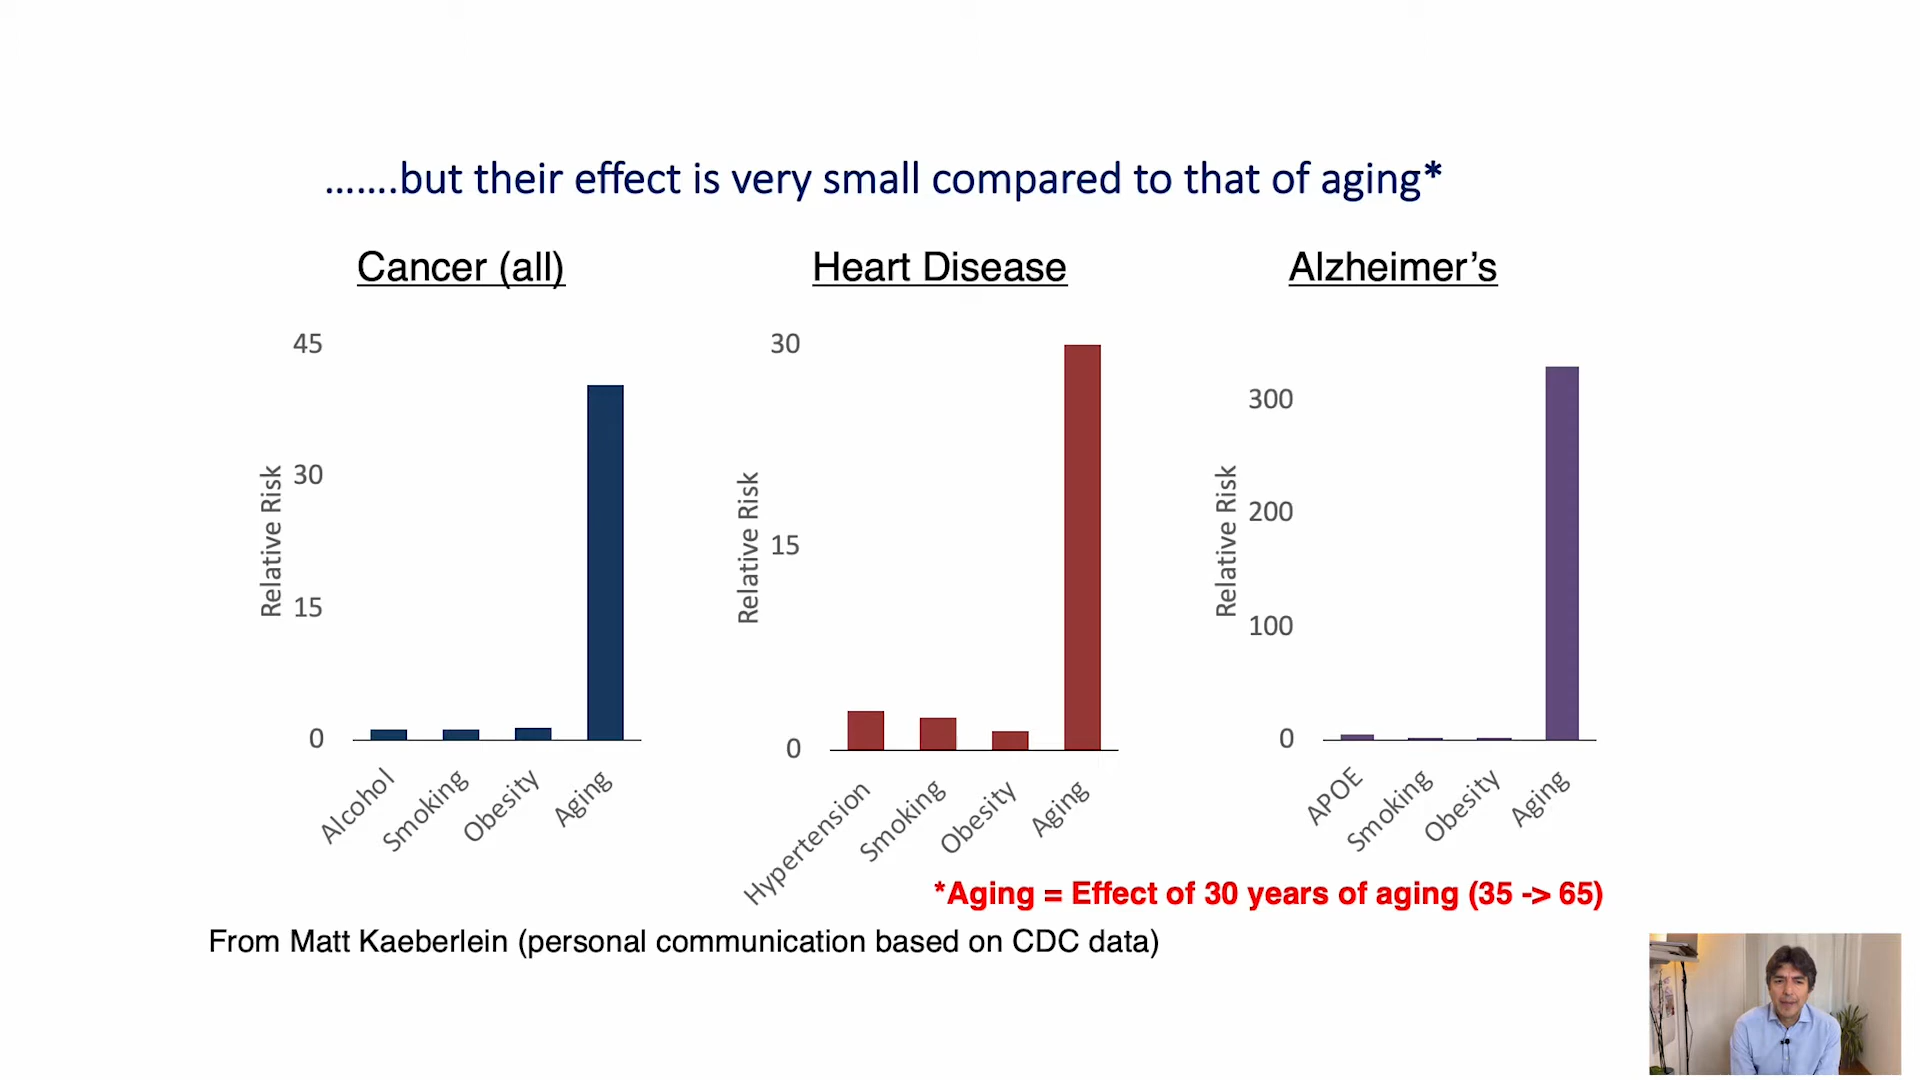 …….but their effect is very small compared to that of aging*
Cancer (all)
Relative Risk
45
30
15
0
Alcohol
Smoking
Obesity
Aging
Heart Disease
Relative Risk
30
15
0
Hypertension
Smoking
Obesity
Aging
Alzheimer’s
Relative Risk
300
200
100
0
APOE
Smoking
Obesity
Aging
*Aging = Effect of 30 years of aging (35 -> 65)
From Matt Kaeberlein (personal communication based on CDC data)